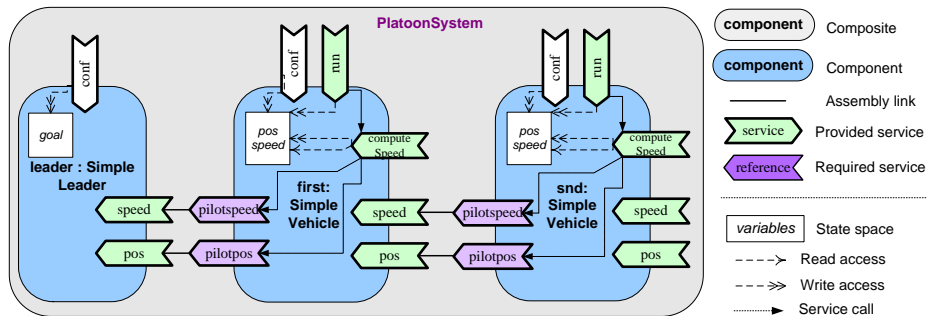 PlatoonSystem
conf
goal
leader : Simple
Leader
speed
pos
pilotspeed
pilotpos
conf
run
pos
speed
compute
Speed
first:
Simple
Vehicle
speed
pos
pilotspeed
pilotpos
conf
run
pos
speed
compute
Speed
snd:
Simple
Vehicle
speed
pos
component
Composite
component
Component
Assembly link
service
Provided service
reference
Required service
variables
State space
Read access
Write access
Service call